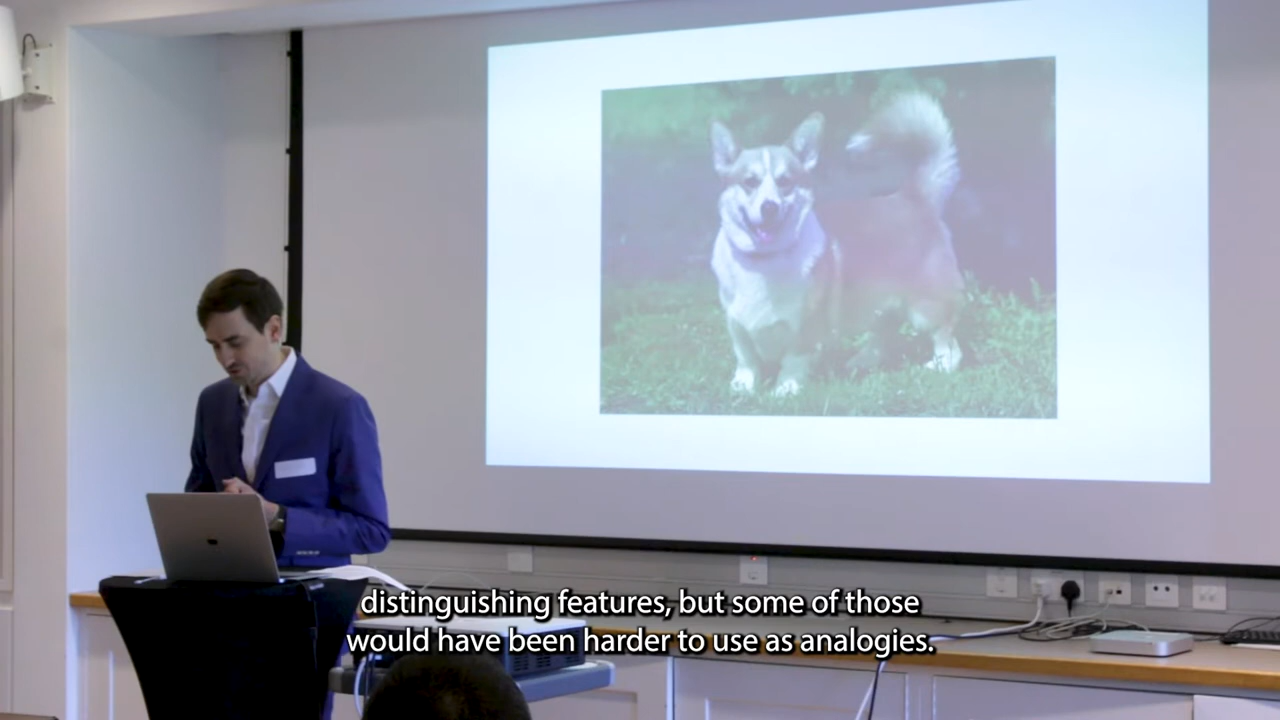 distinguishing features, but some of those
would have been harder to use as analogies.